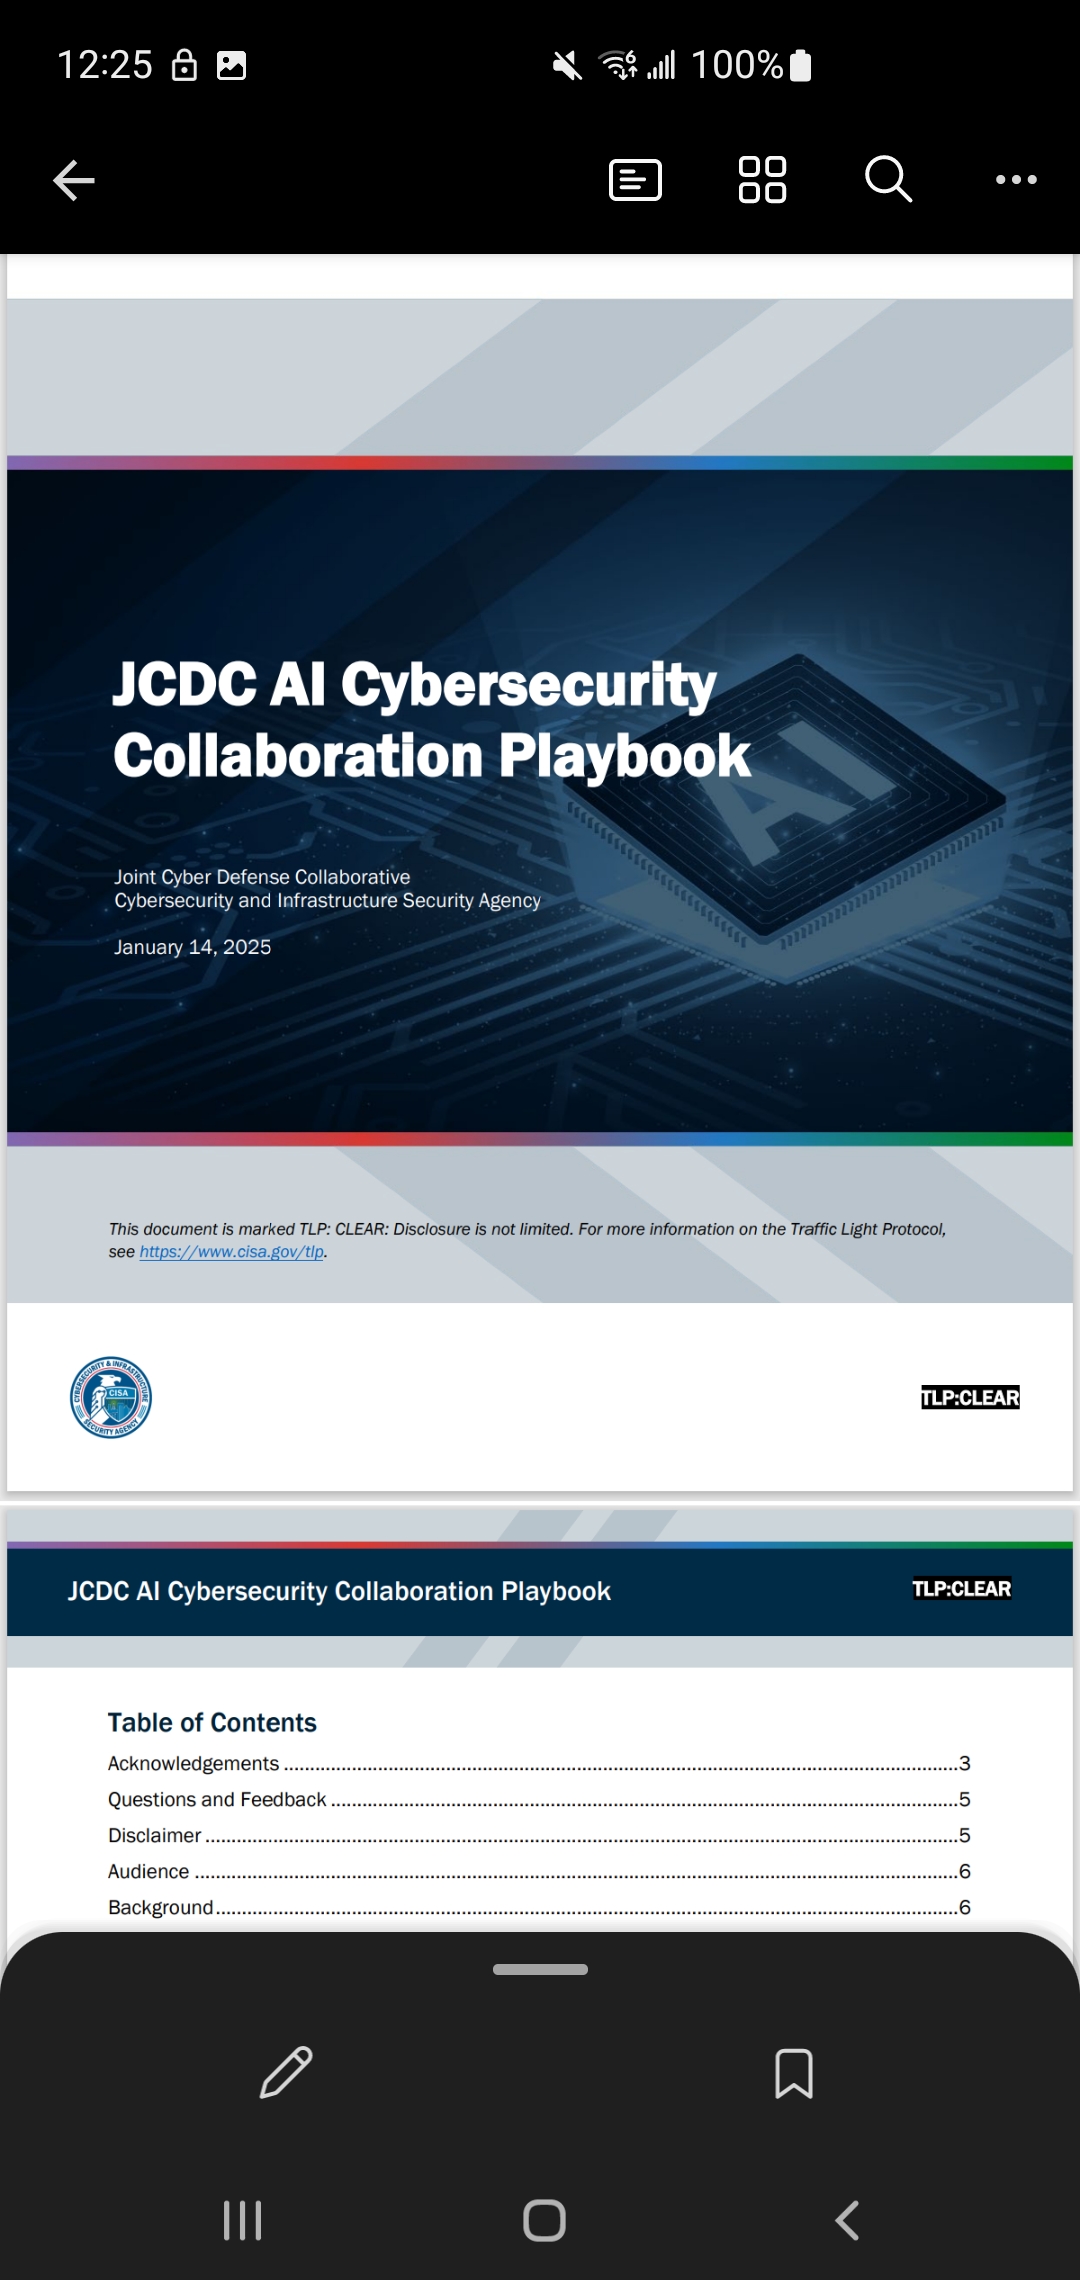 12:25
100%
JCDC AI Cybersecurity
Collaboration Playbook
AI
Joint Cyber Defense Collaborative
Cybersecurity and Infrastructure Security Agency
January 14, 2025
This document is marked TLP: CLEAR: Disclosure is not limited. For more information on the Traffic Light Protocol,
see https://www.cisa.gov/tlp.
CYBERSECURITY & INFRASTRUCTURE
CISA
SECURITY AGENCY
TLP:CLEAR
JCDC AI Cybersecurity Collaboration Playbook
TLP:CLEAR
Table of Contents
Acknowledgements ........ 3
Questions and Feedback ........ 5
Disclaimer ........ 5
Audience ........ 6
Background ........ 6